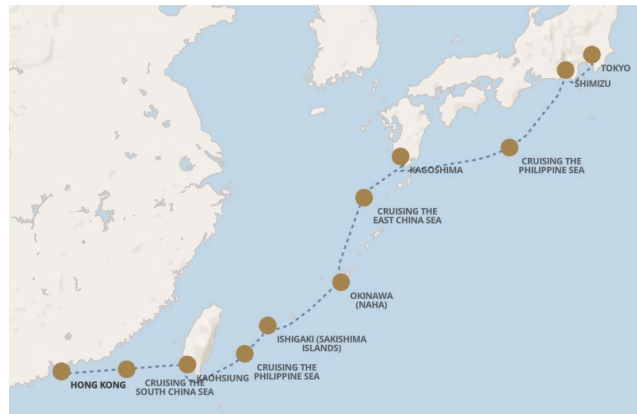 TOKYO
SHIMIZU
CRUISING THE
PHILIPPINE SEA
KAGOSHIMA
CRUISING THE
EAST CHINA SEA
OKINAWA
(NAHA)
ISHIGAKI (SAKISHIMA
ISLANDS)
CRUISING THE
PHILIPPINE SEA
KAOHSIUNG
CRUISING THE
SOUTH CHINA SEA
HONG KONG